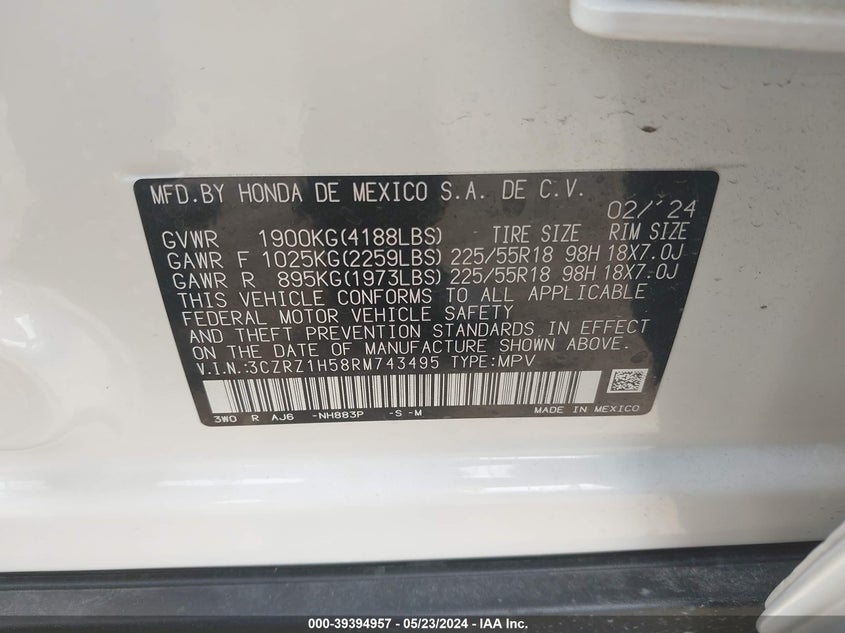 MFD.BY HONDA DE MEXICO S.A. DE C.V.
02/'24
GVWR 1900KG(4188LBS) TIRE SIZE RIM SIZE
GAWR F 1025KG(2259LBS) 225/55R18 98H 18X7.0J
GAWR R 895KG(1973LBS) 225/55R18 98H 18X7.0J
THIS VEHICLE CONFORMS TO ALL APPLICABLE
FEDERAL MOTOR VEHICLE SAFETY
AND THEFT PREVENTION STANDARDS IN EFFECT
ON THE DATE OF MANUFACTURE SHOWN ABOVE.
V.I.N.:3CZRZ1H58RM743495 TYPE:MPV
3W0 R AJ6 -NH883P -S -M MADE IN MEXICO
000-39394957 - 05/23/2024 - IAA Inc.